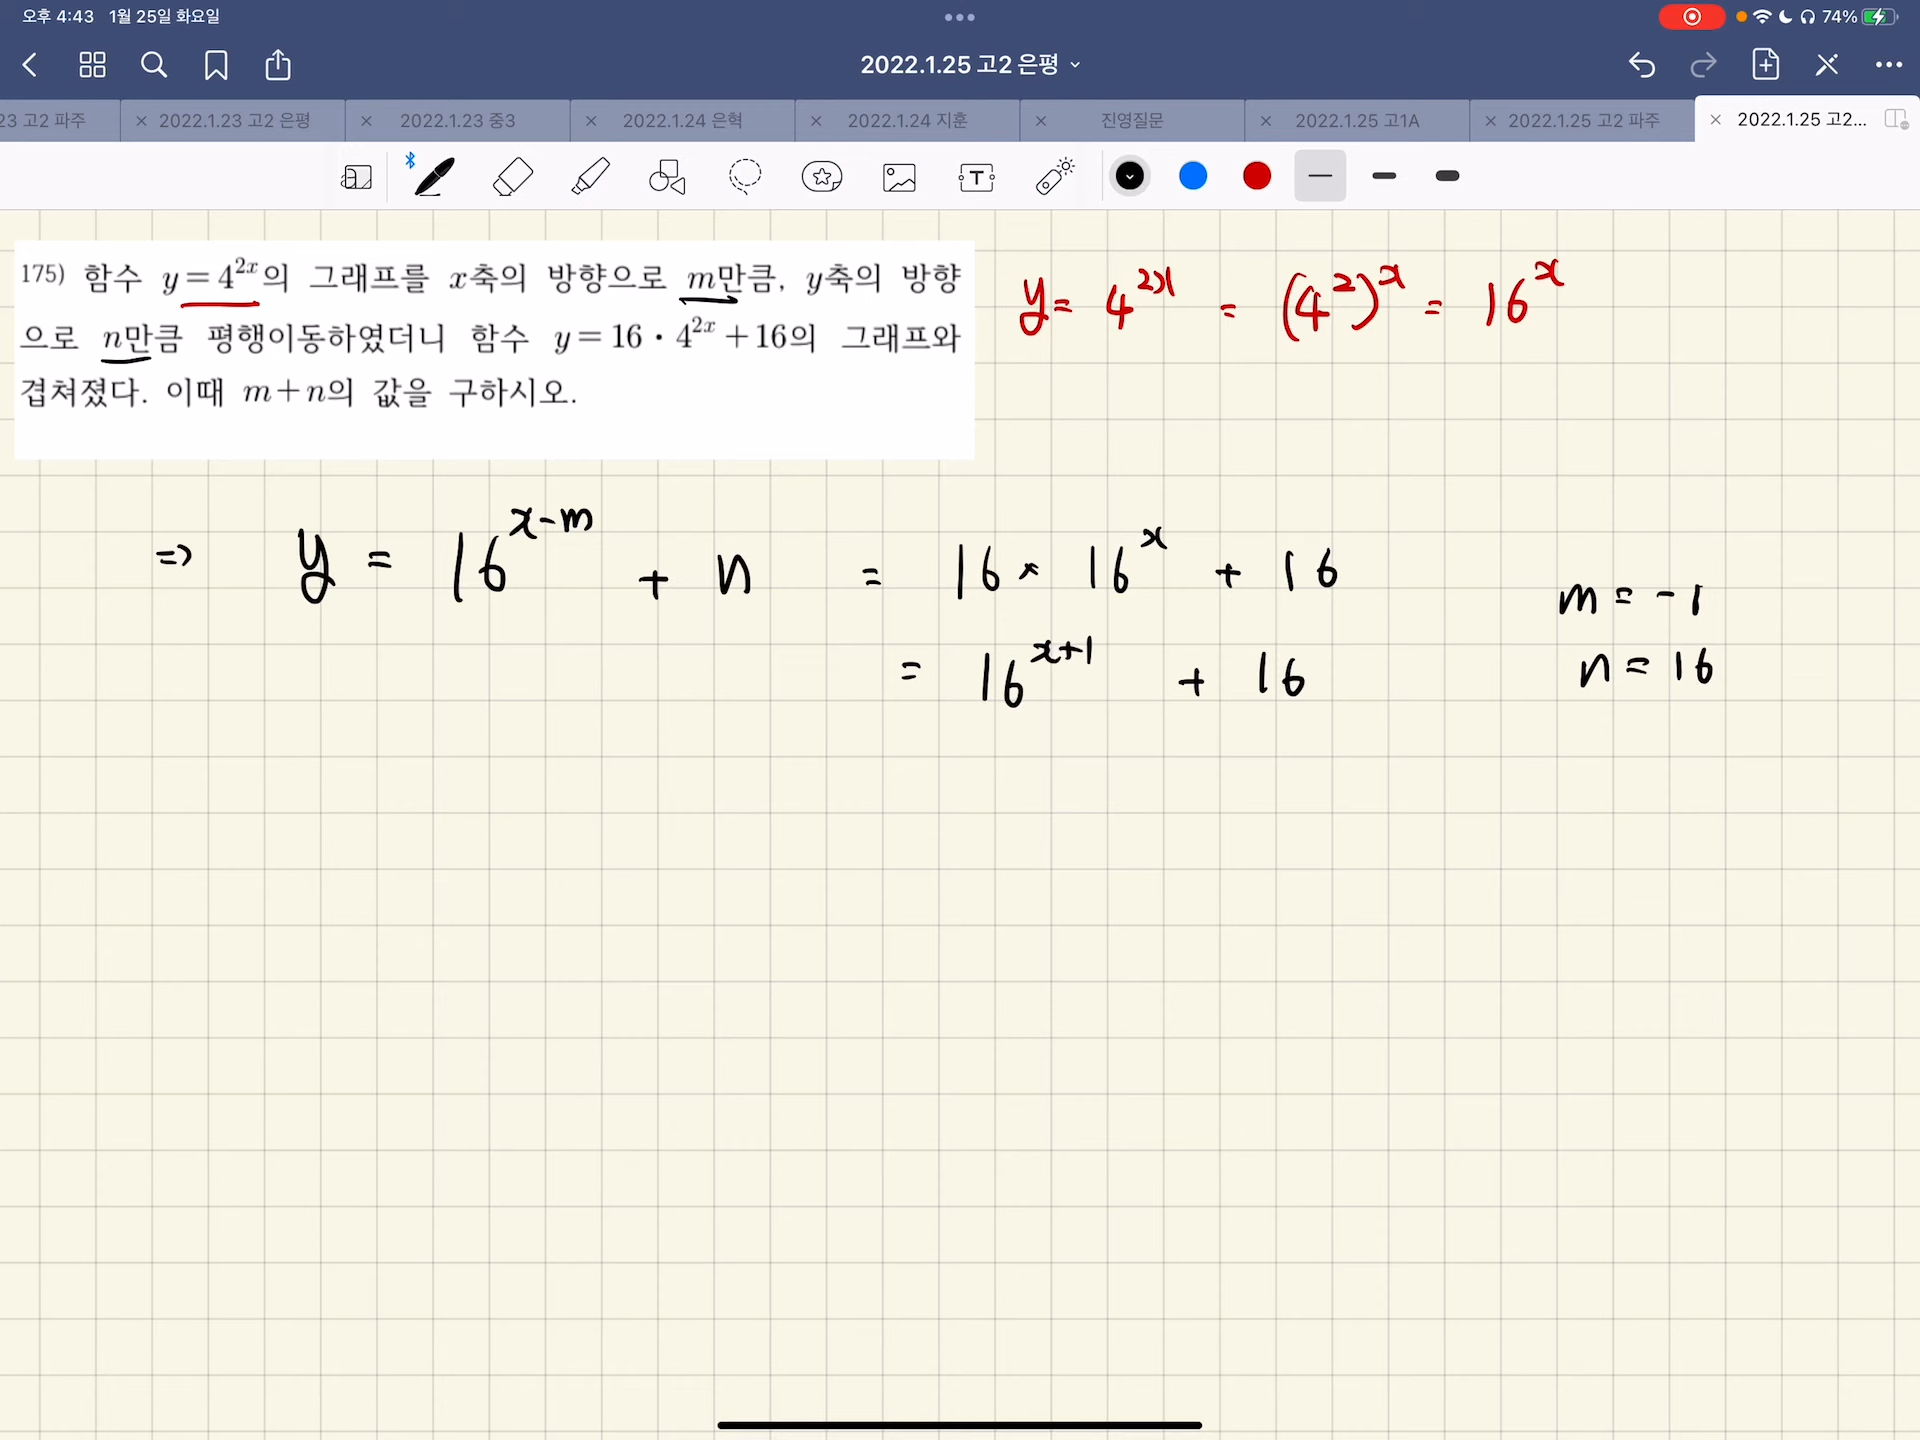 오후 4:43 1월 25일 화요일
74%
2022.1.25 고2 은평
23 고2 파주
2022.1.23 고2 은평
2022.1.23 중3
2022.1.24 은혁
2022.1.24 지훈
진영질문
2022.1.25 고1A
2022.1.25 고2 파주
2022.1.25 고2...
175) 함수 y=4^{2x}의 그래프를 x축의 방향으로 m만큼, y축의 방향
으로 n만큼 평행이동하였더니 함수 y=16·4^{2x}+16의 그래프와
겹쳐졌다. 이때 m+n의 값을 구하시오.
y= 4^{2x} = (4^2)^x = 16^x
⇒ y = 16^{x-m} + n = 16 × 16^x + 16
= 16^{x+1} + 16
m = -1
n = 16